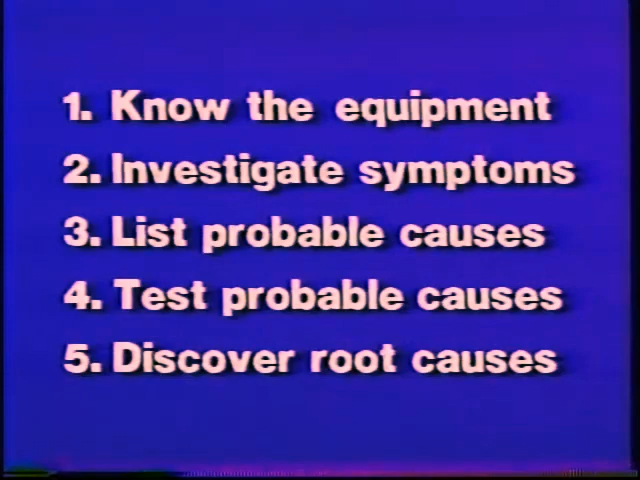 1. Know the equipment
2. Investigate symptoms
3. List probable causes
4. Test probable causes
5. Discover root causes